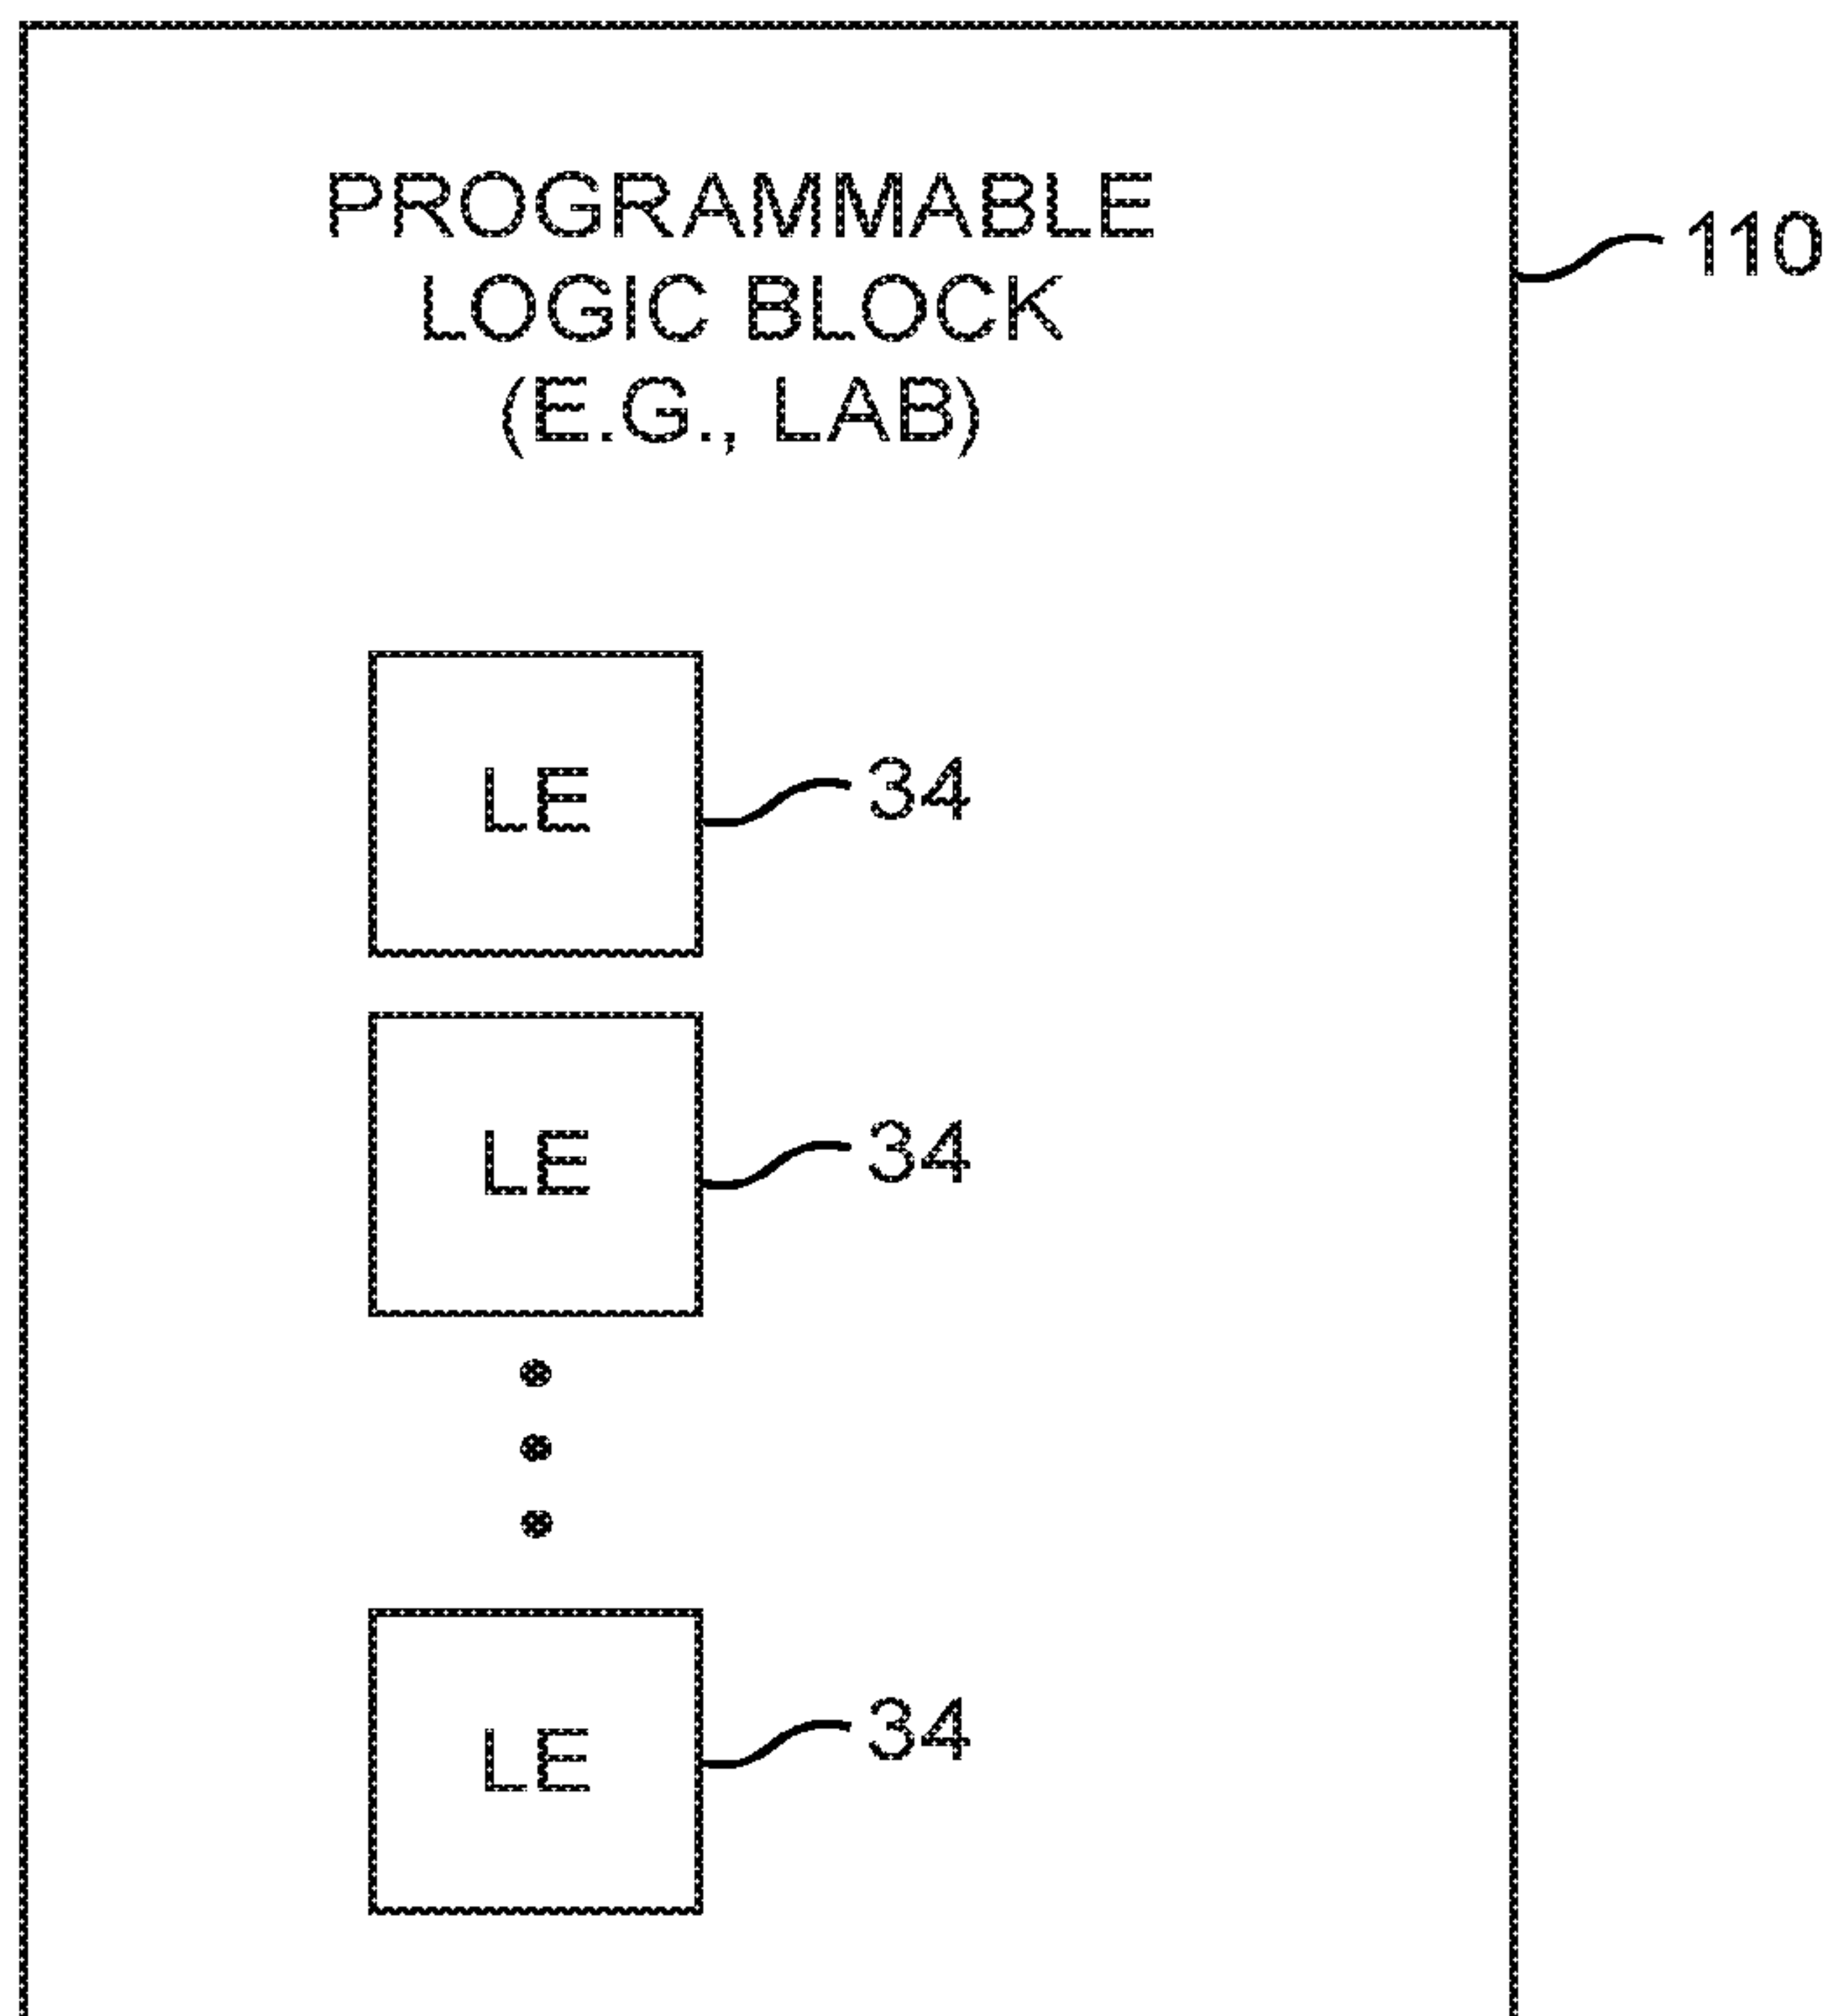 PROGRAMMABLE
LOGIC BLOCK
(E.G., LAB)
110
LE
34
LE
34
LE
34